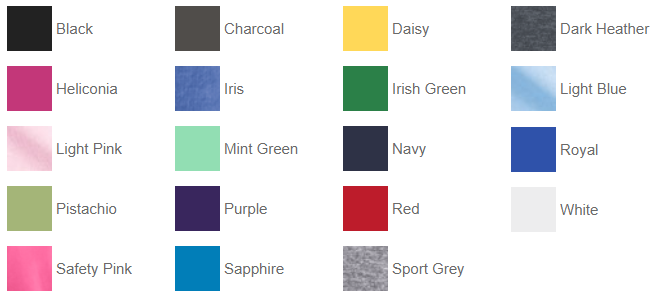 Black
Charcoal
Daisy
Dark Heather
Heliconia
Iris
Irish Green
Light Blue
Light Pink
Mint Green
Navy
Royal
Pistachio
Purple
Red
White
Safety Pink
Sapphire
Sport Grey